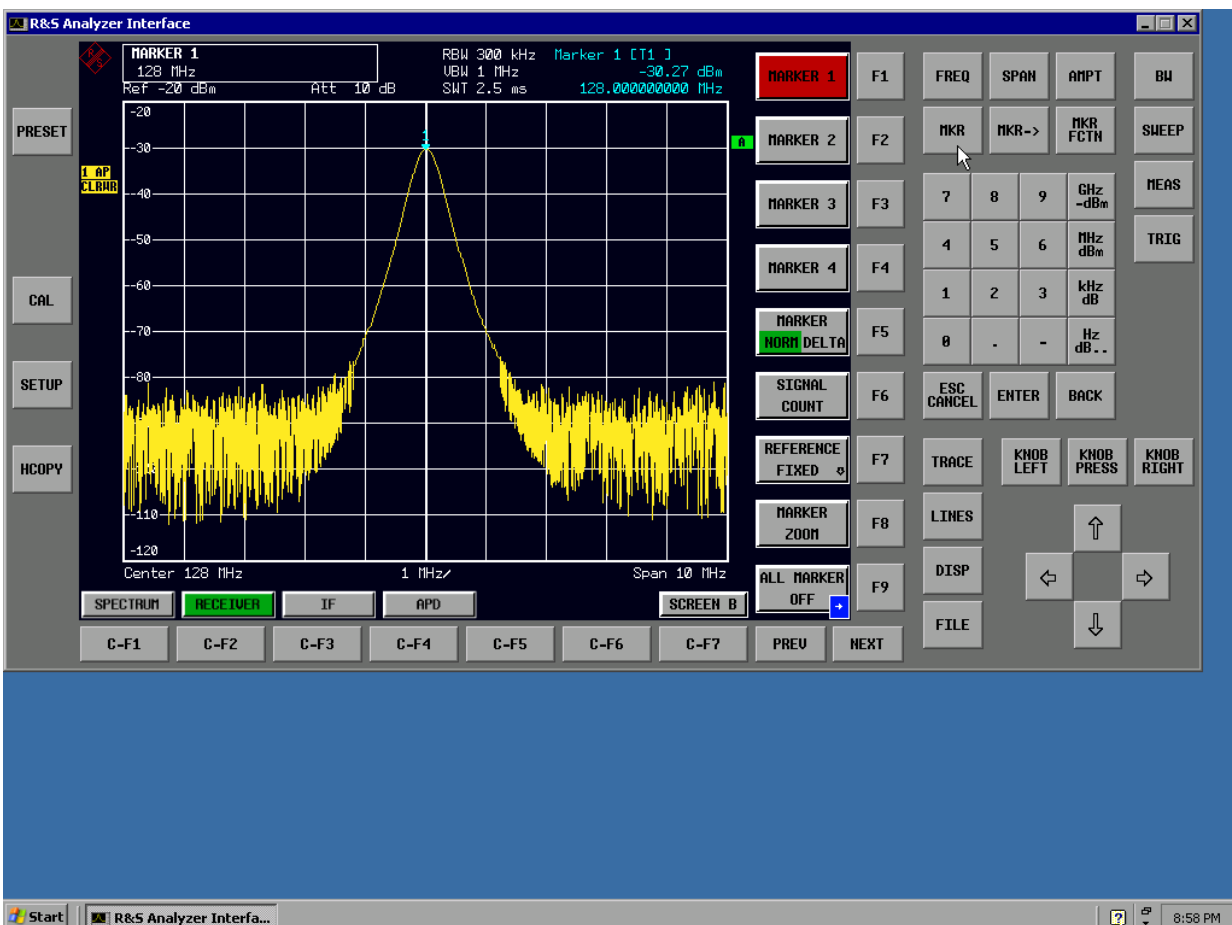 R&S Analyzer Interface
MARKER 1
128 MHz
RBW 300 kHz Marker 1 [T1 ]
VBW 1 MHz -30.27 dBm
Ref -20 dBm Att 10 dB SWT 2.5 ms 128.000000000 MHz
-20
-30
-40
-50
-60
-70
-80
-110
-120
1
A
1 AP
CLRWR
Center 128 MHz 1 MHz/ Span 10 MHz
SPECTRUM RECEIVER IF APD SCREEN B
C-F1 C-F2 C-F3 C-F4 C-F5 C-F6 C-F7 PREV NEXT
PRESET
CAL
SETUP
HCOPY
MARKER 1 F1
MARKER 2 F2
MARKER 3 F3
MARKER 4 F4
MARKER
NORM DELTA F5
SIGNAL
COUNT F6
REFERENCE
FIXED F7
MARKER
ZOOM F8
ALL MARKER
OFF F9
FREQ SPAN AMPT BW
MKR MKR-> MKR
FCTN SWEEP
7 8 9 GHz
-dBm MEAS
4 5 6 MHz
dBm TRIG
1 2 3 kHz
dB
0 . - Hz
dB..
ESC
CANCEL ENTER BACK
TRACE KNOB
LEFT KNOB
PRESS KNOB
RIGHT
LINES
DISP
FILE
Start R&S Analyzer Interfa... 8:58 PM